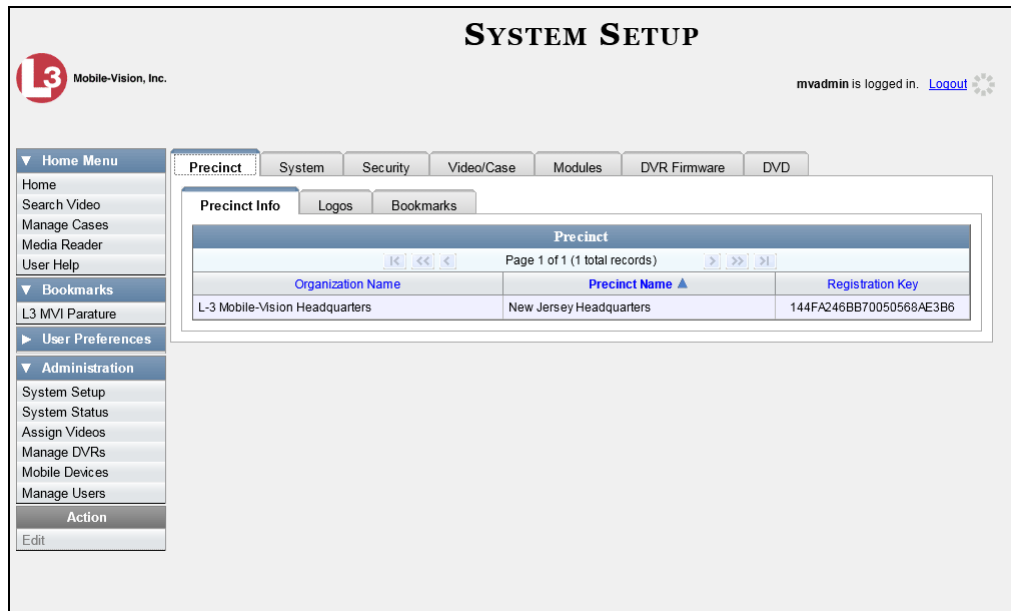 SYSTEM SETUP
L3 Mobile-Vision, Inc.
mvadmin is logged in. Logout
▼ Home Menu
Home
Search Video
Manage Cases
Media Reader
User Help
▼ Bookmarks
L3 MVI Parature
▶ User Preferences
▼ Administration
System Setup
System Status
Assign Videos
Manage DVRs
Mobile Devices
Manage Users
Action
Edit
Precinct System Security Video/Case Modules DVR Firmware DVD
Precinct Info Logos Bookmarks
Precinct
|< << < Page 1 of 1 (1 total records) > >> >|
Organization Name Precinct Name ▲ Registration Key
L-3 Mobile-Vision Headquarters New Jersey Headquarters 144FA246BB70050568AE3B6